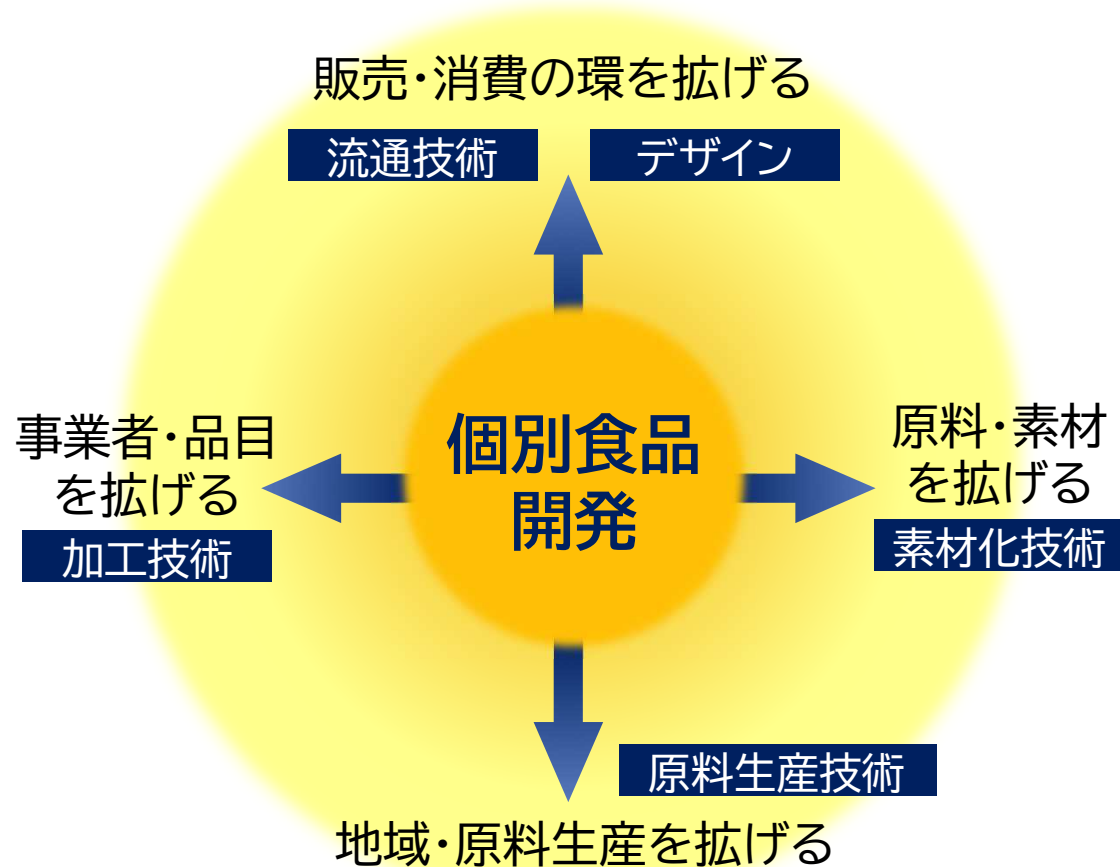 販売・消費の環を拡げる
流通技術
デザイン
事業者・品目
を拡げる
加工技術
個別食品
開発
原料・素材
を拡げる
素材化技術
原料生産技術
地域・原料生産を拡げる